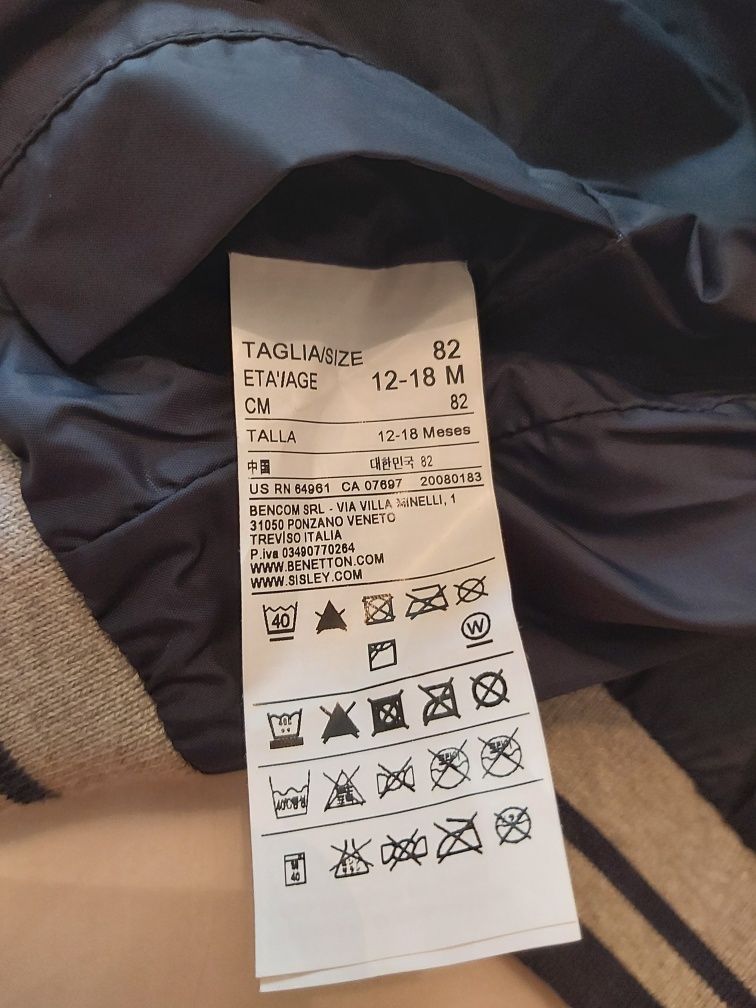 TAGLIA/SIZE 82
ETA'/AGE 12-18 M
CM 82
TALLA 12-18 Meses
中国 대한민국 82
US RN 64961 CA 07697 20080183
BENCOM SRL - VIA VILLA MINELLI, 1
31050 PONZANO VENETO
TREVISO ITALIA
P.iva 03490770264
WWW.BENETTON.COM
WWW.SISLEY.COM
40
W
40